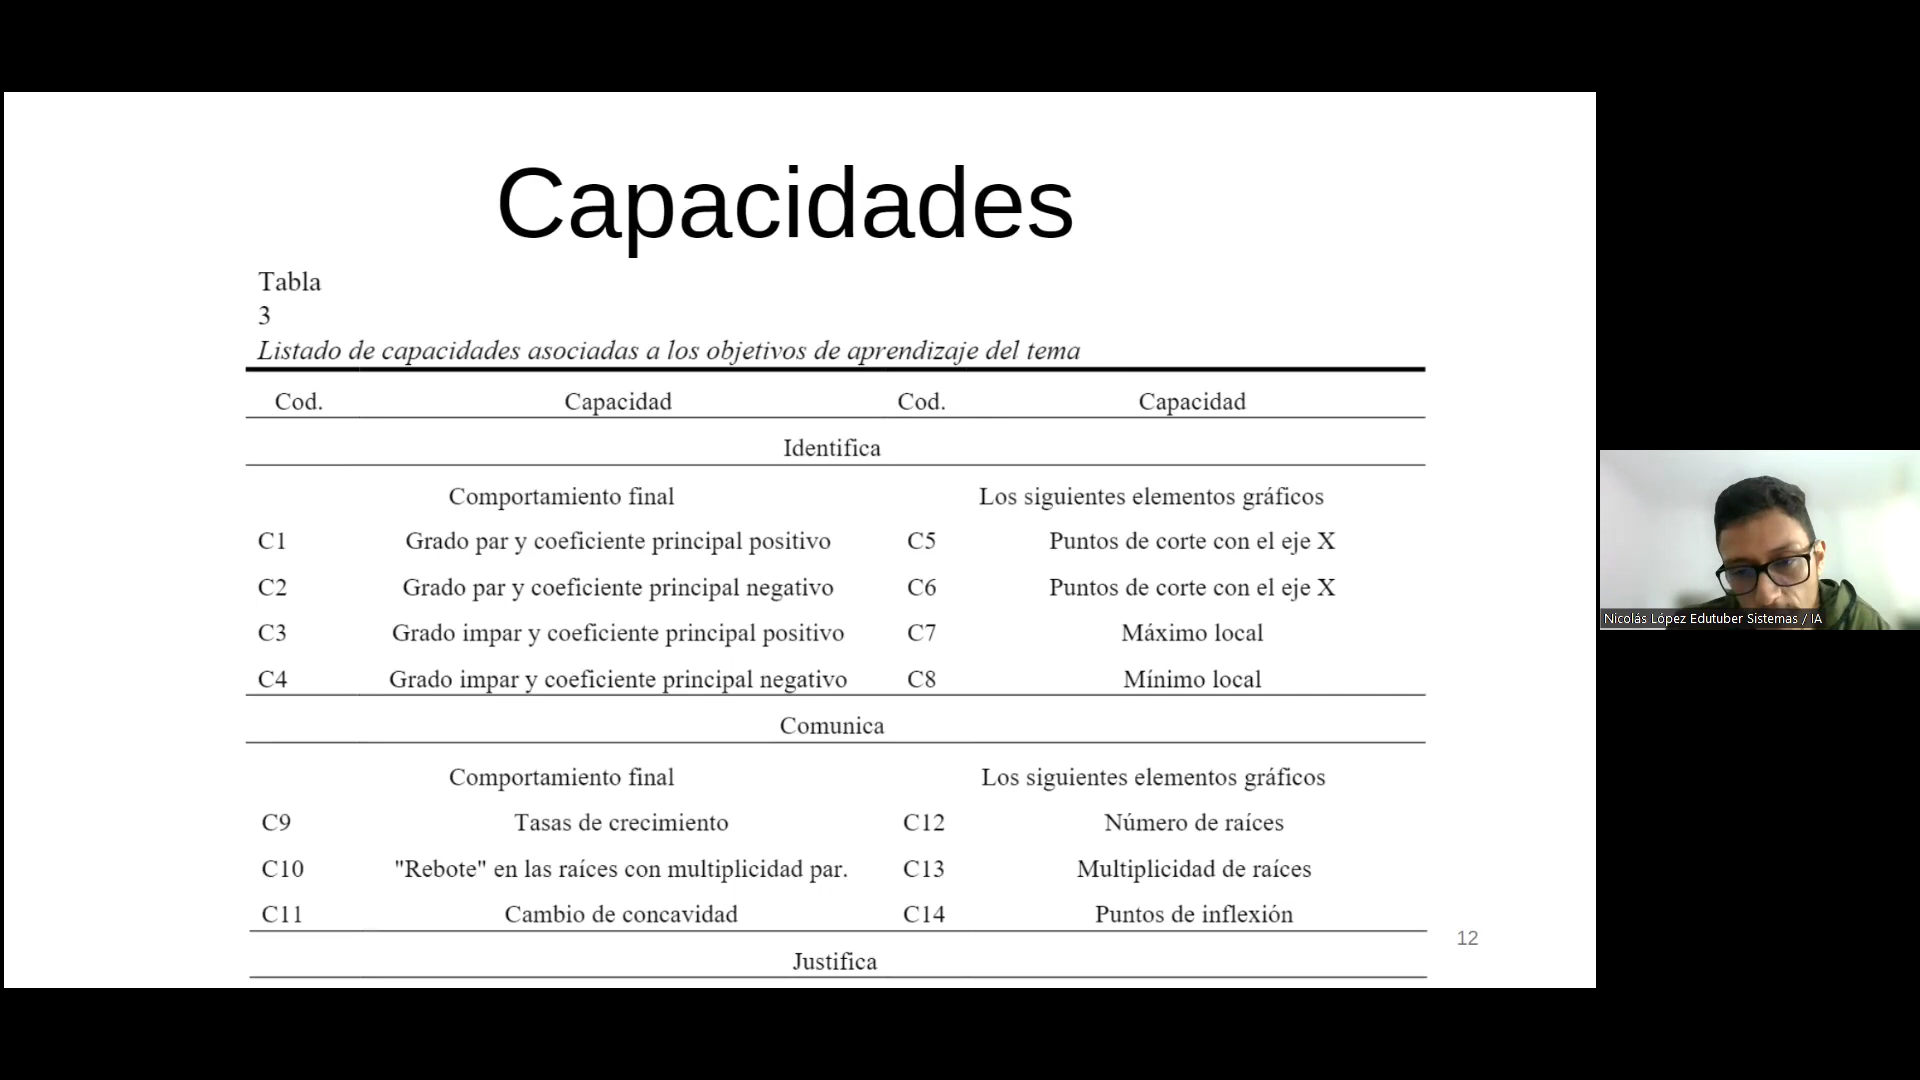 Capacidades
Tabla
3
Listado de capacidades asociadas a los objetivos de aprendizaje del tema
Cod. Capacidad Cod. Capacidad
Identifica
Comportamiento final Los siguientes elementos gráficos
C1 Grado par y coeficiente principal positivo C5 Puntos de corte con el eje X
C2 Grado par y coeficiente principal negativo C6 Puntos de corte con el eje X
C3 Grado impar y coeficiente principal positivo C7 Máximo local
C4 Grado impar y coeficiente principal negativo C8 Mínimo local
Comunica
Comportamiento final Los siguientes elementos gráficos
C9 Tasas de crecimiento C12 Número de raíces
C10 "Rebote" en las raíces con multiplicidad par. C13 Multiplicidad de raíces
C11 Cambio de concavidad C14 Puntos de inflexión
12
Justifica
Nicolás López Edutuber Sistemas / IA